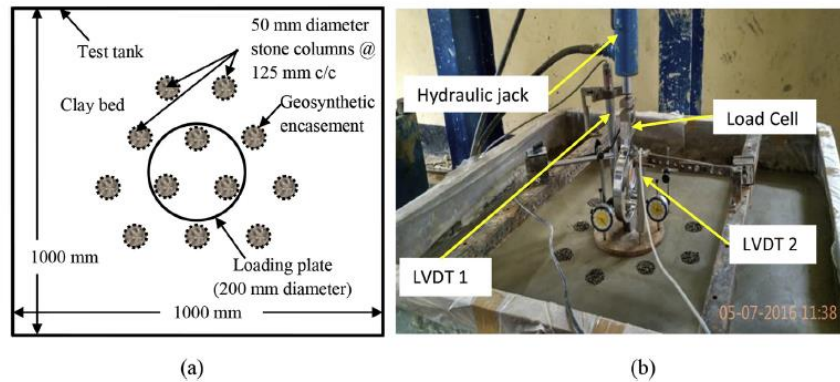 Test tank
50 mm diameter
stone columns @
125 mm c/c
Clay bed
Geosynthetic
encasement
1000 mm
Loading plate
(200 mm diameter)
1000 mm
(a)
Hydraulic jack
Load Cell
LVDT 1
LVDT 2
05-07-2016 11:38
(b)